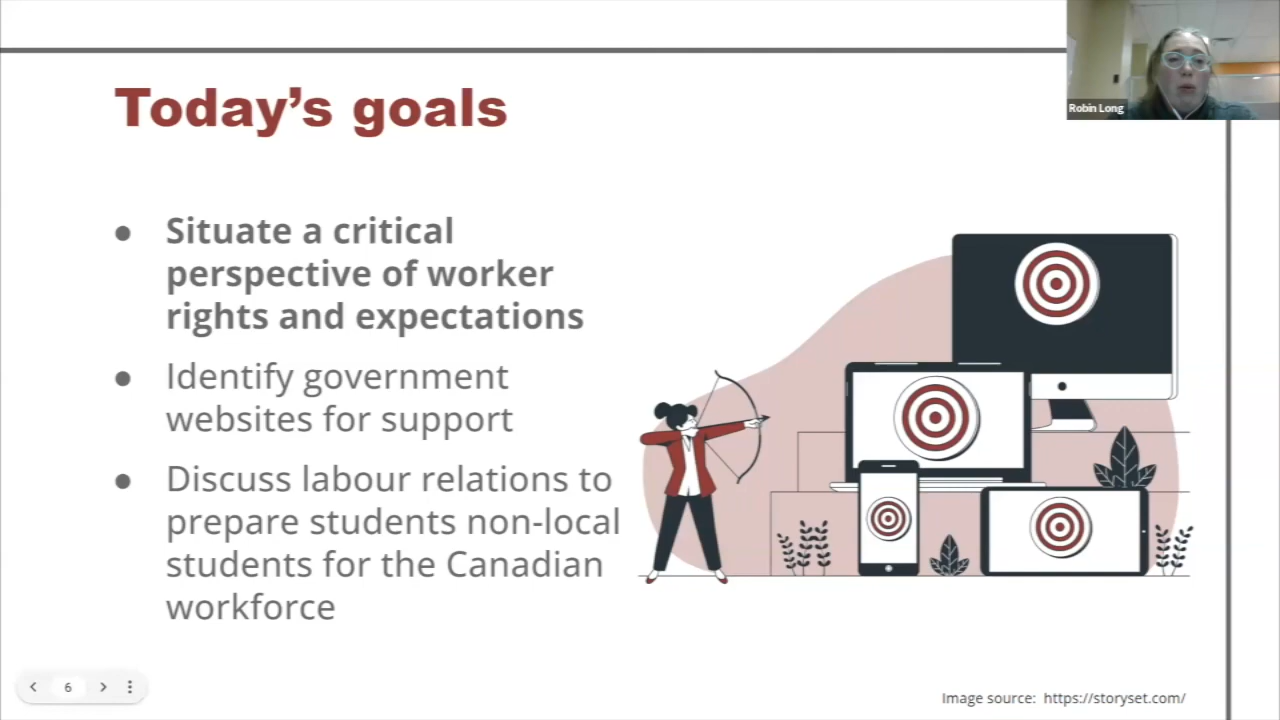 Today's goals
Robin Long
● Situate a critical
perspective of worker
rights and expectations
● Identify government
websites for support
● Discuss labour relations to
prepare students non-local
students for the Canadian
workforce
6
Image source: https://storyset.com/